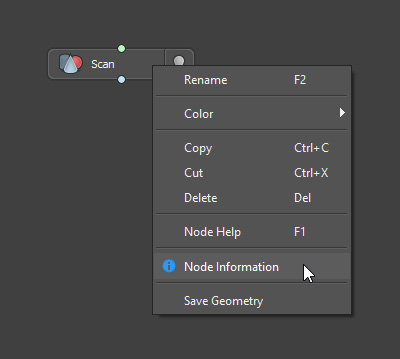 Scan
Rename F2
Color
Copy Ctrl+C
Cut Ctrl+X
Delete Del
Node Help F1
Node Information
Save Geometry